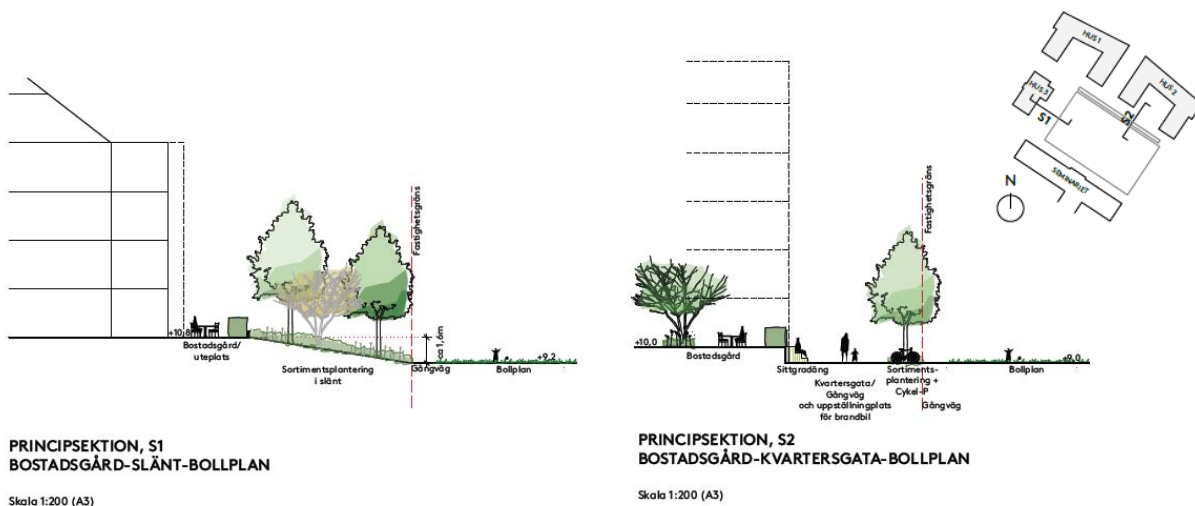 Fastighetsgräns
+10,8
Bostadsgård/
uteplats
ca 1,6m
Sortimentsplantering
i slänt
Gångväg
Bollplan
+9,2
PRINCIPSEKTION, S1
BOSTADSGÅRD-SLÄNT-BOLLPLAN
Skala 1:200 (A3)
Fastighetsgräns
+10,0
Bostadsgård
Sittgradäng
Kvartersgata/
Gångväg
och uppställningplats
för brandbil
Sortiments-
plantering +
Cykel-P
Gångväg
Bollplan
+9,0
PRINCIPSEKTION, S2
BOSTADSGÅRD-KVARTERSGATA-BOLLPLAN
Skala 1:200 (A3)
HUS 1
HUS 2
HUS 3
S1
S2
SEMINARIET
N